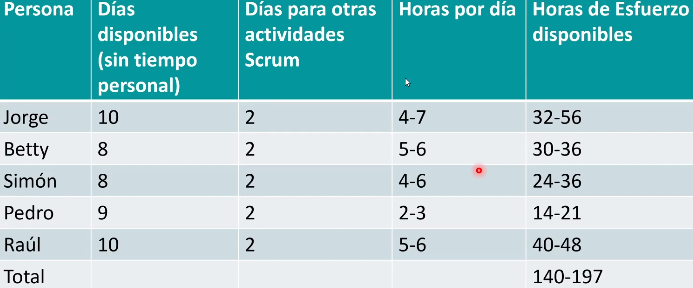 Persona Días disponibles (sin tiempo personal) Días para otras actividades Scrum Horas por día Horas de Esfuerzo disponibles
Jorge 10 2 4-7 32-56
Betty 8 2 5-6 30-36
Simón 8 2 4-6 24-36
Pedro 9 2 2-3 14-21
Raúl 10 2 5-6 40-48
Total 140-197